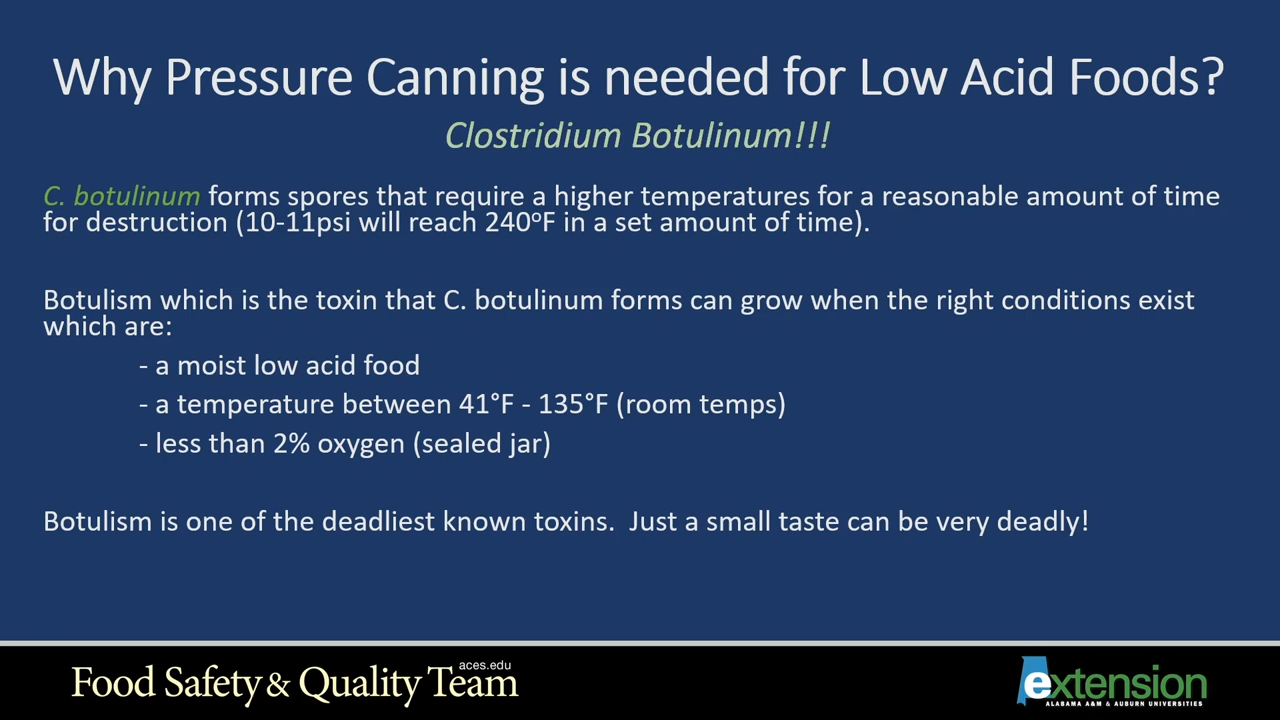 Why Pressure Canning is needed for Low Acid Foods?
Clostridium Botulinum!!!
C. botulinum forms spores that require a higher temperatures for a reasonable amount of time
for destruction (10-11psi will reach 240°F in a set amount of time).
Botulism which is the toxin that C. botulinum forms can grow when the right conditions exist
which are:
- a moist low acid food
- a temperature between 41°F - 135°F (room temps)
- less than 2% oxygen (sealed jar)
Botulism is one of the deadliest known toxins.  Just a small taste can be very deadly!
aces.edu
Food Safety & Quality Team
extension
ALABAMA A&M & AUBURN UNIVERSITIES